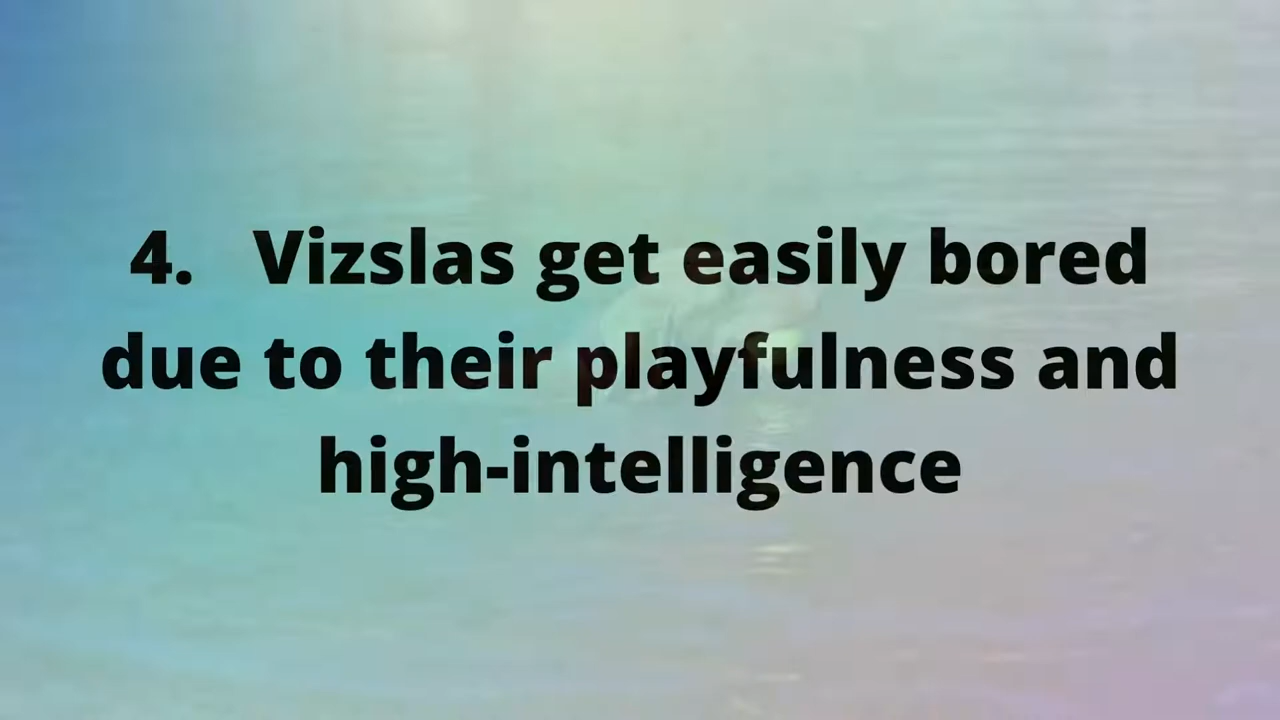 4.   Vizslas get easily bored
due to their playfulness and
high-intelligence